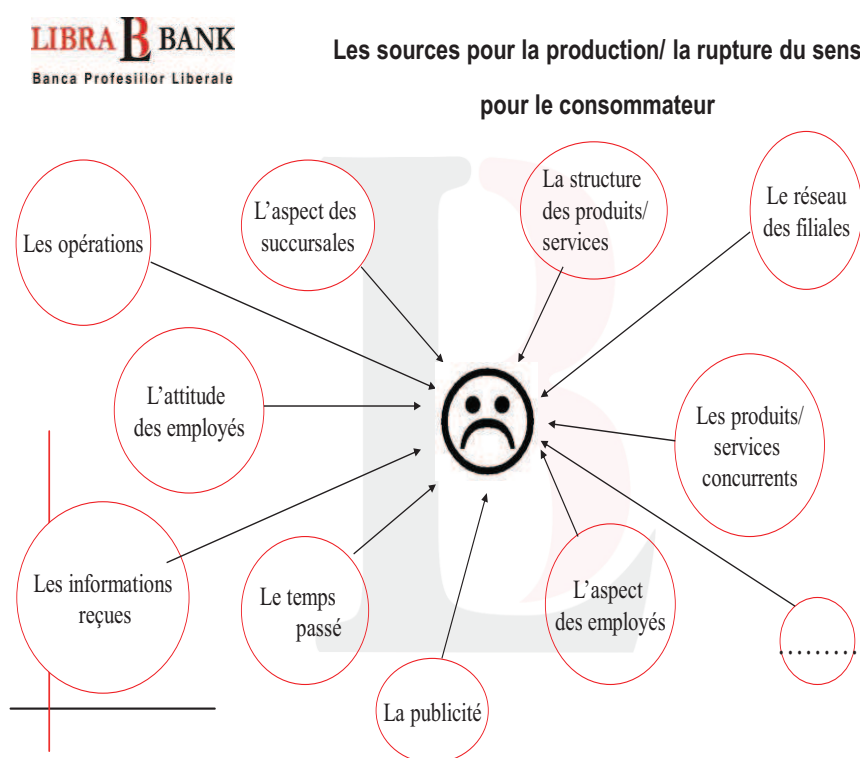 LIBRA B BANK
Banca Profesiilor Liberale
Les sources pour la production/ la rupture du sens
pour le consommateur
Les opérations
L’aspect des
succursales
La structure
des produits/
services
Le réseau
des filiales
L’attitude
des employés
Les produits/
services
concurrents
Les informations
reçues
Le temps
passé
L’aspect
des employés
.........
La publicité